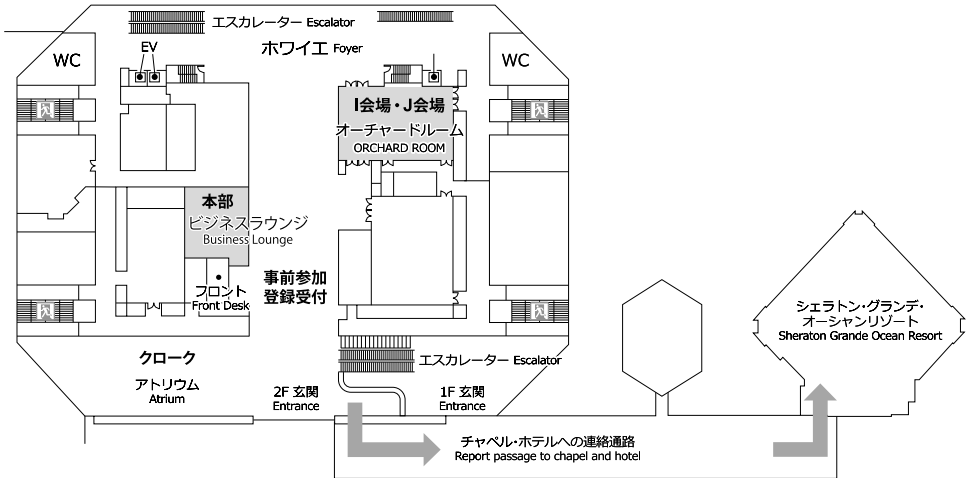 エスカレーター Escalator
ホワイエ Foyer
WC
EV
WC
I会場・J会場
オーチャードルーム
ORCHARD ROOM
本部
ビジネスラウンジ
Business Lounge
フロント
Front Desk
事前参加
登録受付
シェラトン・グランデ・
オーシャンリゾート
Sheraton Grande Ocean Resort
クローク
アトリウム
Atrium
エスカレーター Escalator
2F 玄関
Entrance
1F 玄関
Entrance
チャペル・ホテルへの連絡通路
Report passage to chapel and hotel